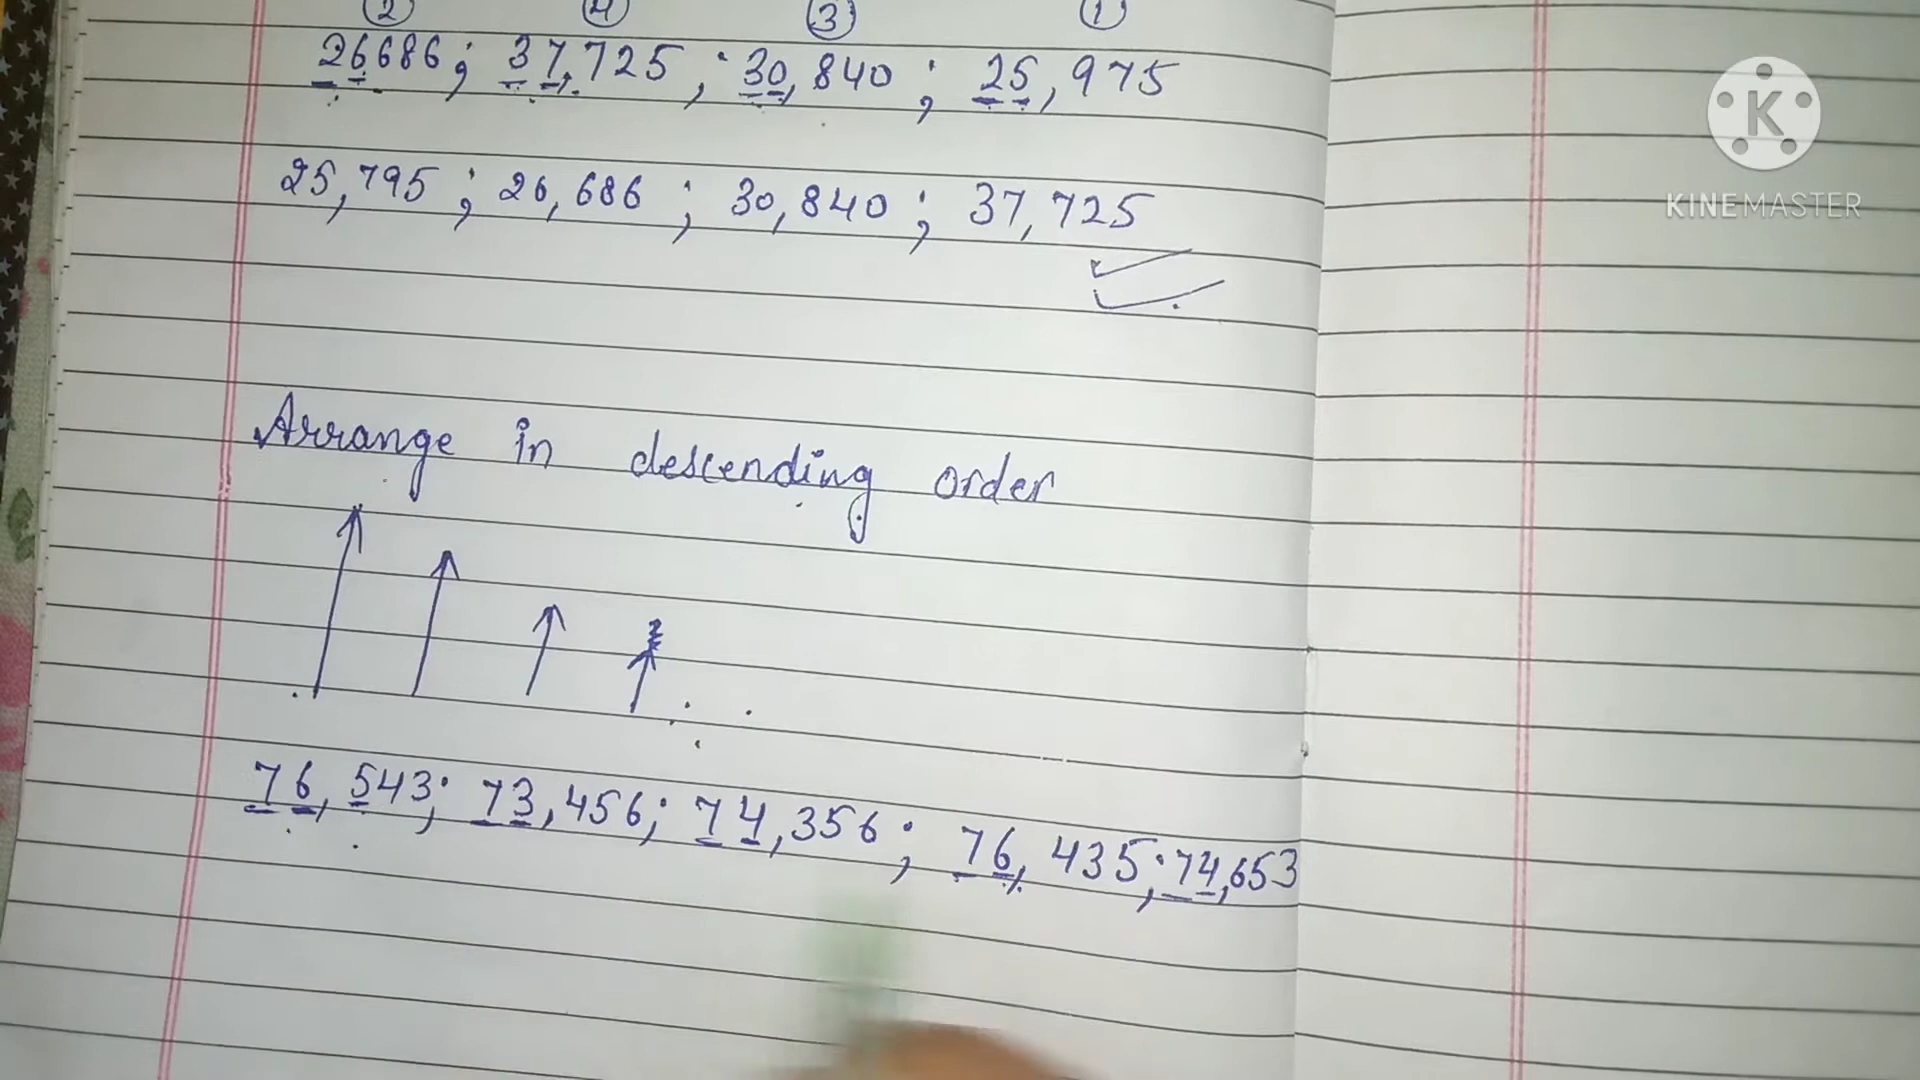 2 4 3 1
26686; 37,725; 30,840; 25,975
25,795; 26,686; 30,840; 37,725
Arrange in descending order
76,543; 73,456; 74,356; 76,435; 74,653
K
KINEMASTER